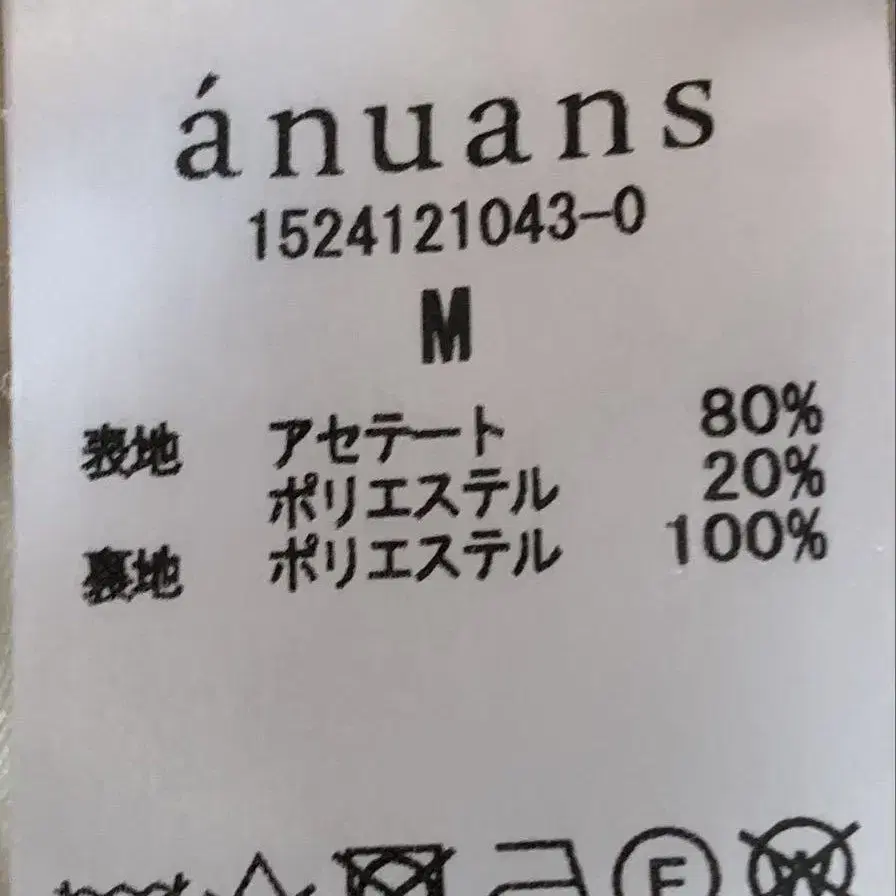 ánuans
1524121043-0
M
表地 アセテート 80%
ポリエステル 20%
裏地 ポリエステル 100%
F
W